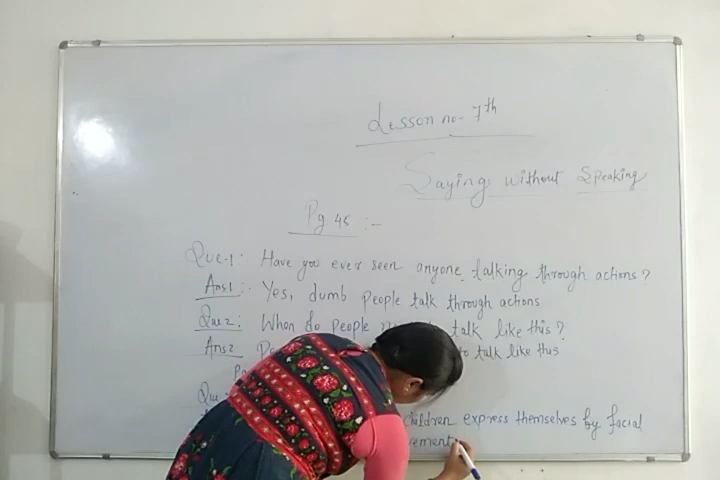 Lesson no- 7th
Saying without Speaking
Pg 45 :-
Que-1: Have you ever seen anyone talking through actions?
Ans1:- Yes, dumb people talk through actions
Que2: When do people talk like this?
Ans2 to talk like this
Que
children express themselves by facial